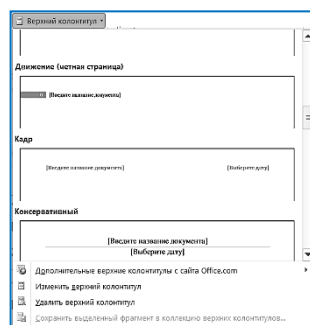 Верхний колонтитул
Движение (четная страница)
[Введите название документа]
Кадр
[Введите название документа] [Выберите дату]
Консервативный
[Введите название документа]
[Выберите дату]
Дополнительные верхние колонтитулы с сайта Office.com
Изменить верхний колонтитул
Удалить верхний колонтитул
Сохранить выделенный фрагмент в коллекцию верхних колонтитулов...